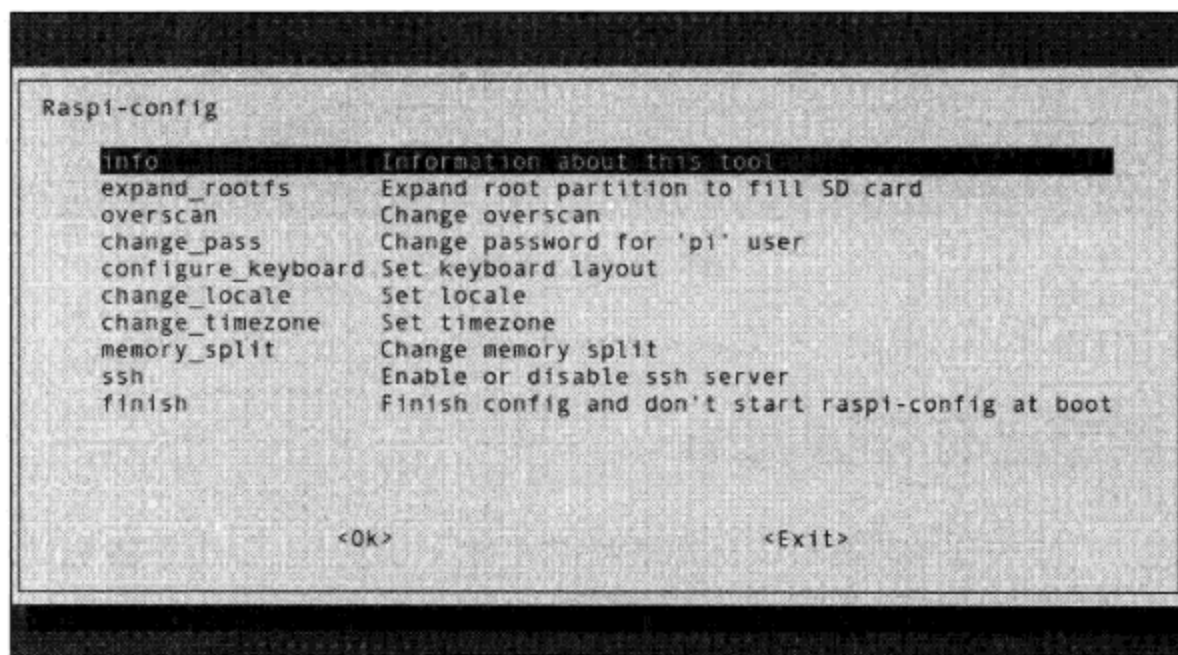 Raspi-config
info Information about this tool
expand_rootfs Expand root partition to fill SD card
overscan Change overscan
change_pass Change password for 'pi' user
configure_keyboard Set keyboard layout
change_locale Set locale
change_timezone Set timezone
memory_split Change memory split
ssh Enable or disable ssh server
finish Finish config and don't start raspi-config at boot
<Ok> <Exit>